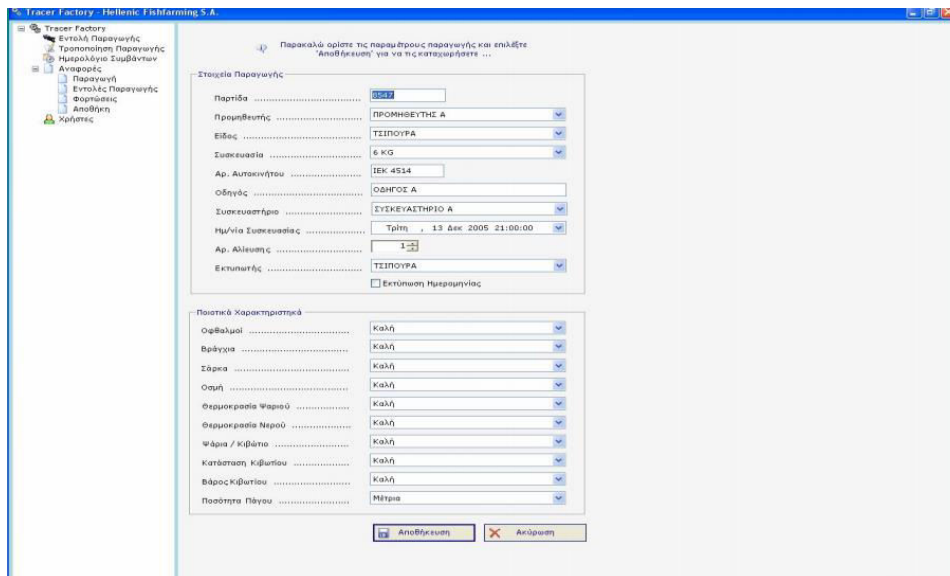 Tracer Factory - Hellenic Fishfarming S.A.
Tracer Factory
Εντολή Παραγωγής
Τροποποίηση Παραγωγής
Ημερολόγιο Συμβάντων
Αναφορές
Παραγωγή
Εντολές Παραγωγής
Φορτώσεις
Αποθήκη
Χρήστες
Παρακαλώ ορίστε τις παραμέτρους παραγωγής και επιλέξτε
'Αποθήκευση' για να τις καταχωρήσετε ...
Στοιχεία Παραγωγής
Παρτίδα ................................... 6547
Προμηθευτής .............................. ΠΡΟΜΗΘΕΥΤΗΣ Α
Είδος ....................................... ΤΣΙΠΟΥΡΑ
Συσκευασία ................................ 6 KG
Αρ. Αυτοκινήτου ....................... ΙΕΚ 4514
Οδηγός .................................... ΟΔΗΓΟΣ Α
Συσκευαστήριο ........................... ΣΥΣΚΕΥΑΣΤΗΡΙΟ Α
Ημ/νία Συσκευασίας .................... Τρίτη , 13 Δεκ 2005 21:00:00
Αρ. Αλίευσης ............................. 1
Εκτυπωτής ................................ ΤΣΙΠΟΥΡΑ
Εκτύπωση Ημερομηνίας
Ποιοτικά Χαρακτηριστηκά
Οφθαλμοί ................................. Καλή
Βράγχια ................................... Καλή
Σάρκα ...................................... Καλή
Οσμή ....................................... Καλή
Θερμοκρασία Ψαριού .................. Καλή
Θερμοκρασία Νερού .................... Καλή
Ψάρια / Κιβώτιο ........................ Καλή
Κατάσταση Κιβωτίου ................... Καλή
Βάρος Κιβωτίου ......................... Καλή
Ποσότητα Πάγου ....................... Μέτρια
Αποθήκευση Ακύρωση